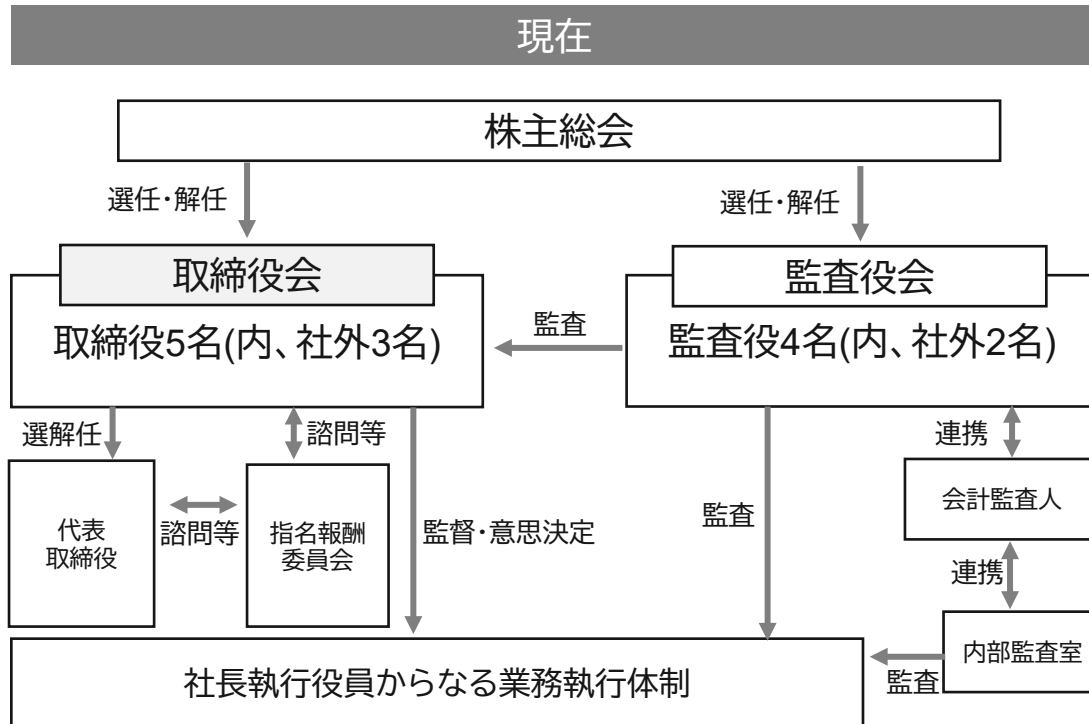 現在
株主総会
選任・解任
選任・解任
取締役会
監査役会
取締役5名(内、社外3名)
監査
監査役4名(内、社外2名)
選解任
諮問等
連携
代表
取締役
諮問等
指名報酬
委員会
監督・意思決定
監査
会計監査人
連携
社長執行役員からなる業務執行体制
監査
内部監査室